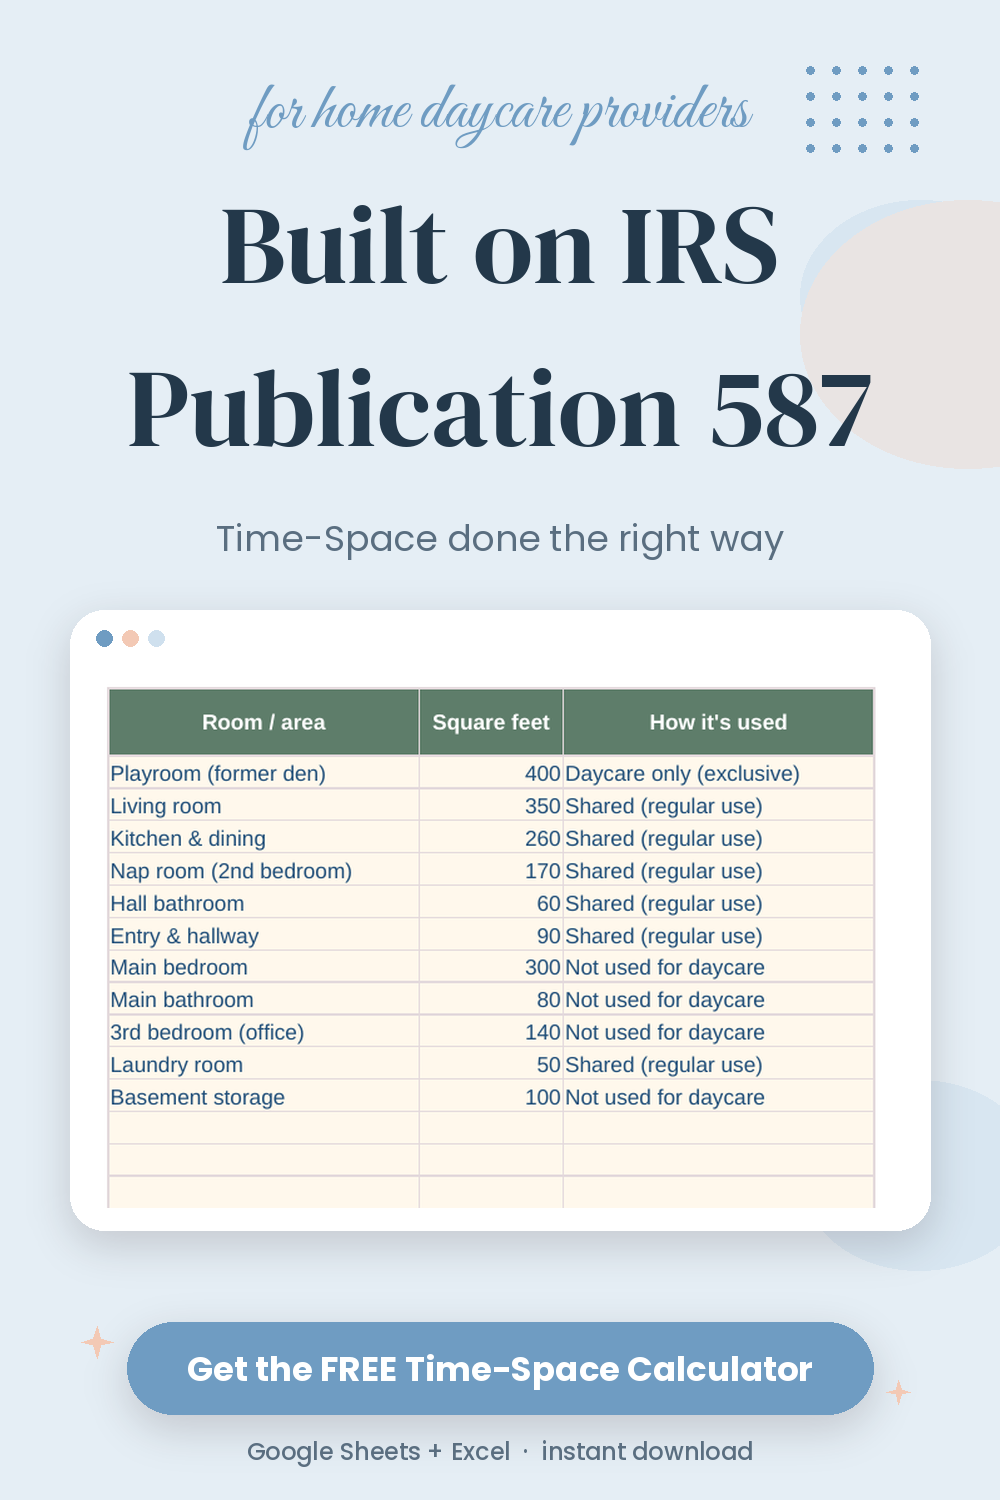 for home daycare providers
Built on IRS
Publication 587
Time-Space done the right way
Room / area Square feet How it's used
Playroom (former den) 400 Daycare only (exclusive)
Living room 350 Shared (regular use)
Kitchen & dining 260 Shared (regular use)
Nap room (2nd bedroom) 170 Shared (regular use)
Hall bathroom 60 Shared (regular use)
Entry & hallway 90 Shared (regular use)
Main bedroom 300 Not used for daycare
Main bathroom 80 Not used for daycare
3rd bedroom (office) 140 Not used for daycare
Laundry room 50 Shared (regular use)
Basement storage 100 Not used for daycare
Get the FREE Time-Space Calculator
Google Sheets + Excel · instant download